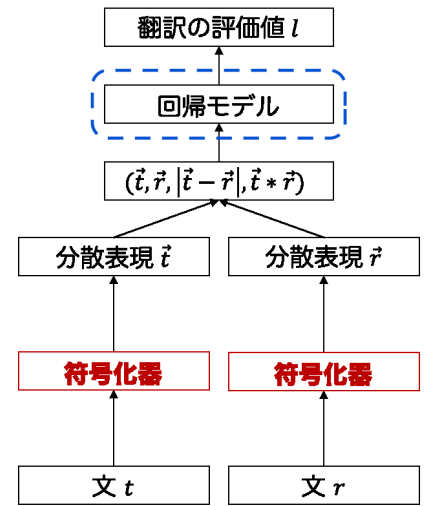 翻訳の評価値 l
回帰モデル
(t⃗, r⃗, |t⃗ − r⃗|, t⃗ * r⃗)
分散表現 t⃗
分散表現 r⃗
符号化器
符号化器
文 t
文 r